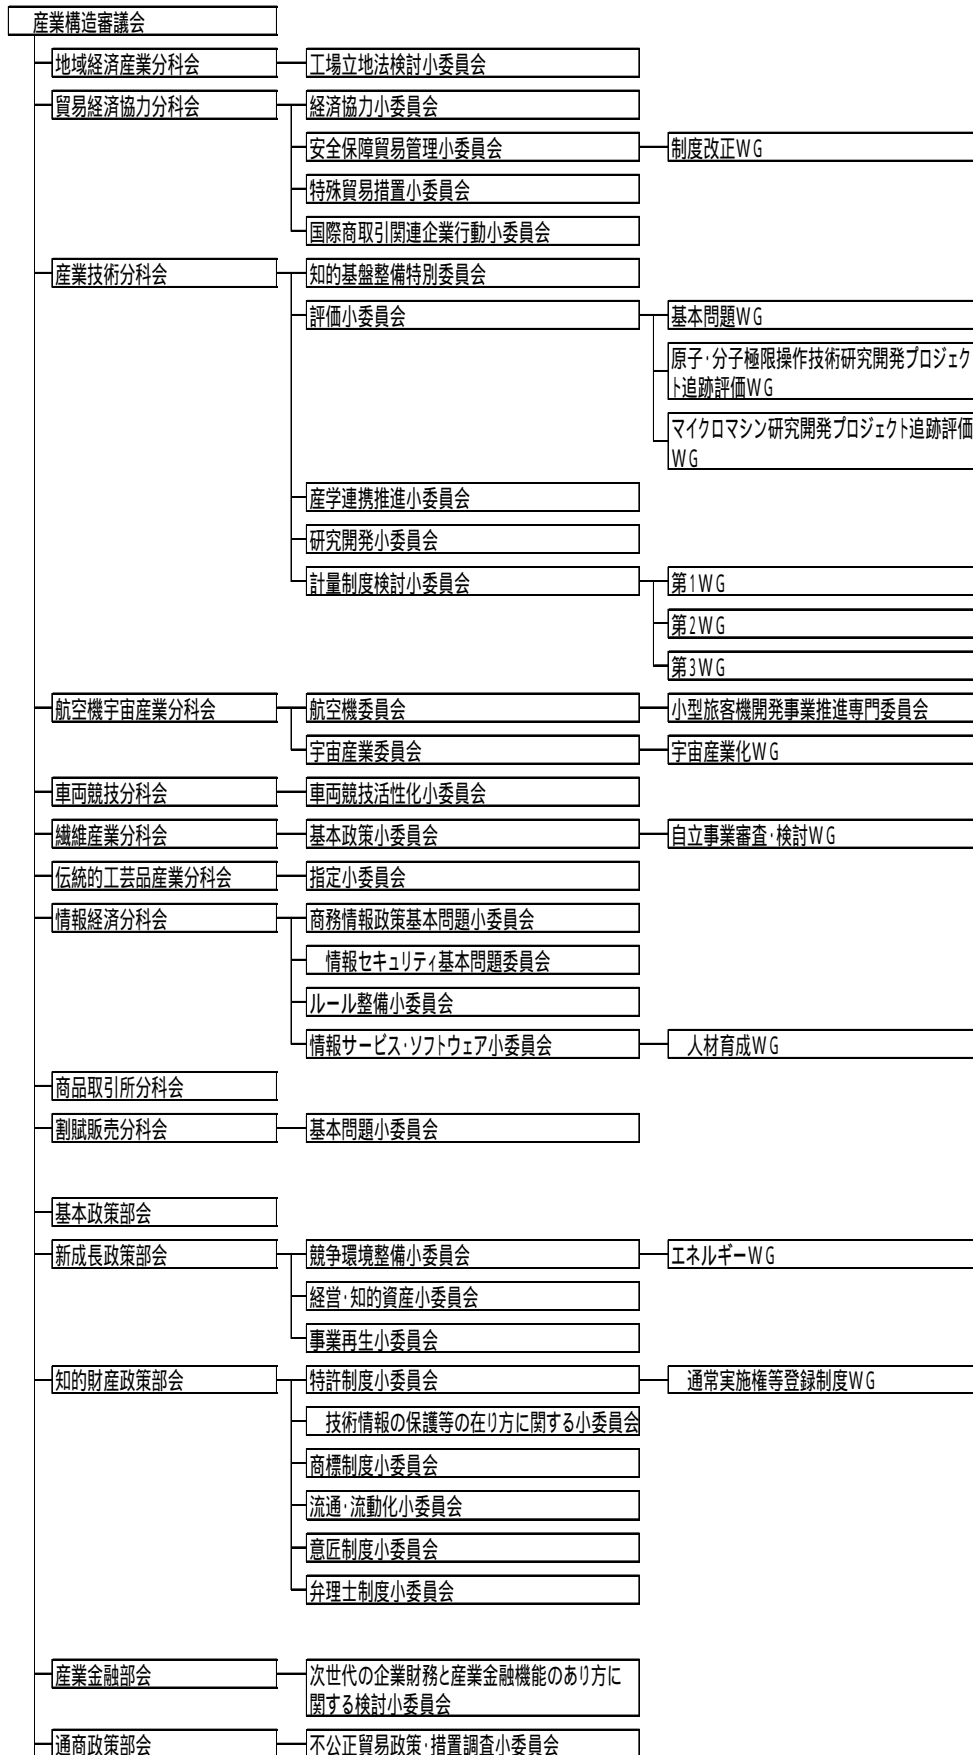 産業構造審議会
地域経済産業分科会
工場立地法検討小委員会
貿易経済協力分科会
経済協力小委員会
安全保障貿易管理小委員会
制度改正WG
特殊貿易措置小委員会
国際商取引関連企業行動小委員会
産業技術分科会
知的基盤整備特別委員会
評価小委員会
基本問題WG
原子・分子極限操作技術研究開発プロジェク
ト追跡評価WG
マイクロマシン研究開発プロジェクト追跡評価
WG
産学連携推進小委員会
研究開発小委員会
計量制度検討小委員会
第1WG
第2WG
第3WG
航空機宇宙産業分科会
航空機委員会
小型旅客機開発事業推進専門委員会
宇宙産業委員会
宇宙産業化WG
車両競技分科会
車両競技活性化小委員会
繊維産業分科会
基本政策小委員会
自立事業審査・検討WG
伝統的工芸品産業分科会
指定小委員会
情報経済分科会
商務情報政策基本問題小委員会
情報セキュリティ基本問題委員会
ルール整備小委員会
情報サービス・ソフトウェア小委員会
人材育成WG
商品取引所分科会
割賦販売分科会
基本問題小委員会
基本政策部会
新成長政策部会
競争環境整備小委員会
エネルギーWG
経営・知的資産小委員会
事業再生小委員会
知的財産政策部会
特許制度小委員会
通常実施権等登録制度WG
技術情報の保護等の在り方に関する小委員会
商標制度小委員会
流通・流動化小委員会
意匠制度小委員会
弁理士制度小委員会
産業金融部会
次世代の企業財務と産業金融機能のあり方に
関する検討小委員会
通商政策部会
不公正貿易政策・措置調査小委員会